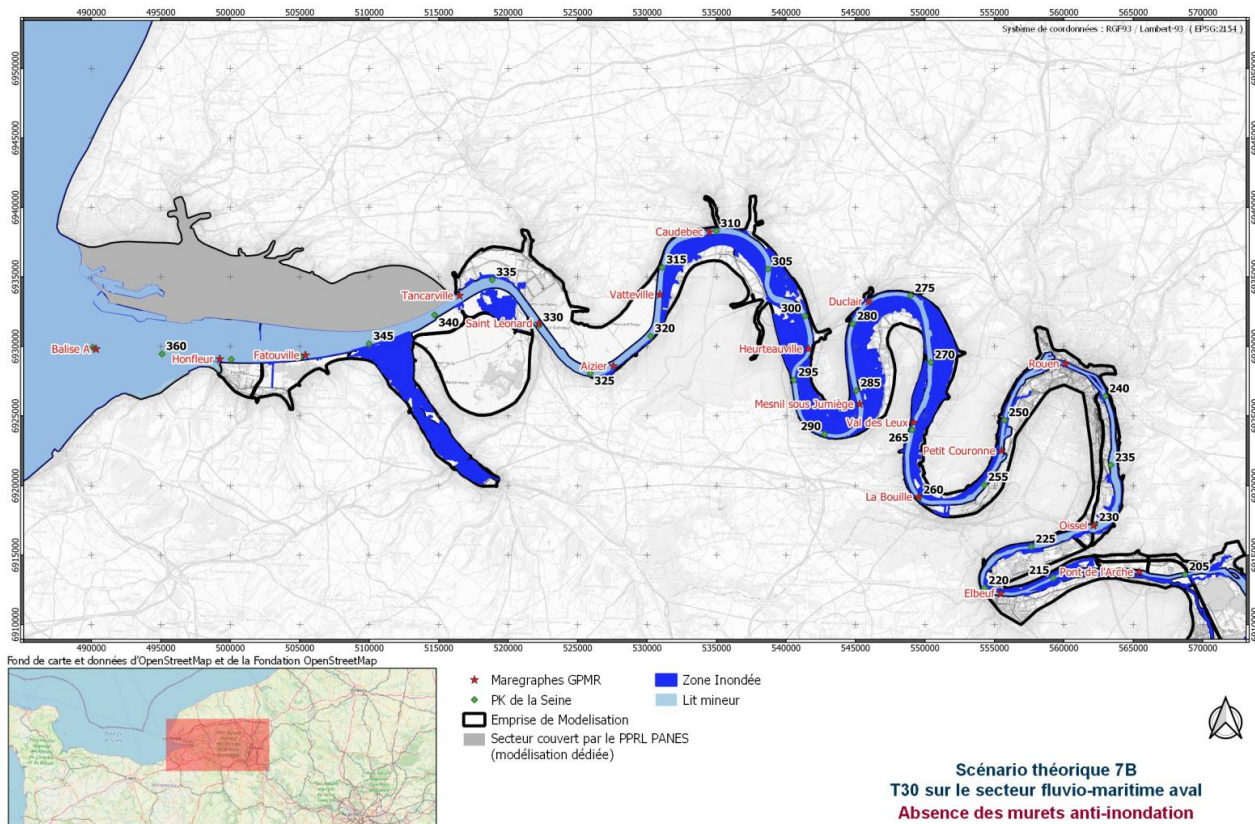 490000 495000 500000 505000 510000 515000 520000 525000 530000 535000 540000 545000 550000 555000 560000 565000 570000
Système de coordonnées : RGF93 / Lambert-93 ( EPSG:2154 )
6950000 6945000 6940000 6935000 6930000 6925000 6920000 6915000 6910000
Caudebec 310
315 305
335
Tancarville Vatteville 300 Duclair 275
340 Saint Léonard 330 280
345 320
Balise A 360 Honfleur Fatouville Heurteauville 270 Rouen
Aizier 325 295 285 240
Mesnil sous Jumiège 250
290 Val des Leux
265 Petit Couronne 235
255
La Bouille 260
Oissel 230
225
215 Pont de l'Arche 205
Elbeuf 220
Fond de carte et données d'OpenStreetMap et de la Fondation OpenStreetMap
Maregraphes GPMR
PK de la Seine
Emprise de Modelisation
Secteur couvert par le PPRL PANES
(modélisation dédiée)
Zone Inondée
Lit mineur
Scénario théorique 7B
T30 sur le secteur fluvio-maritime aval
Absence des murets anti-inondation